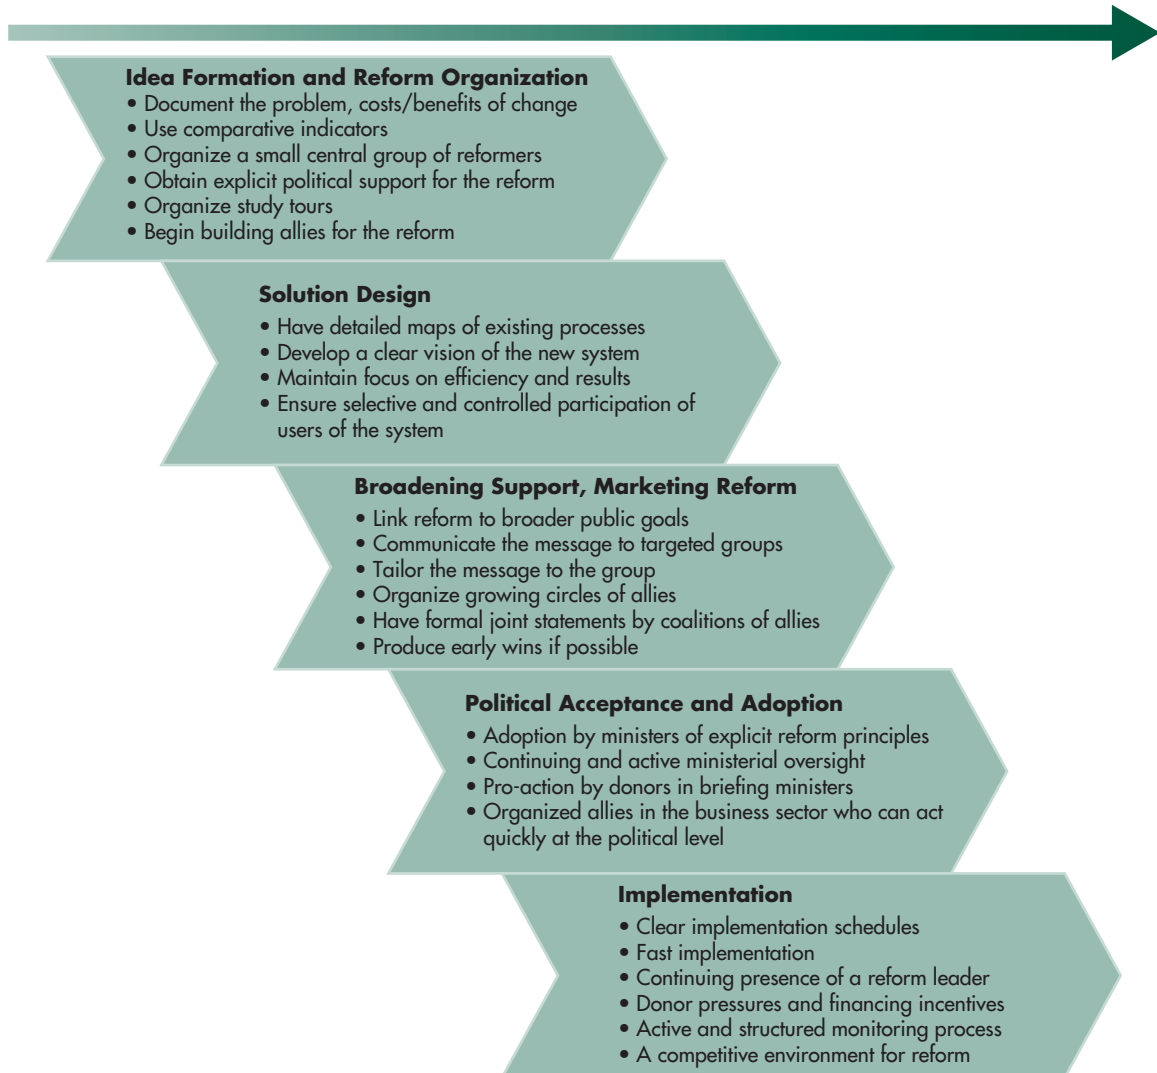 Idea Formation and Reform Organization
• Document the problem, costs/benefits of change
• Use comparative indicators
• Organize a small central group of reformers
• Obtain explicit political support for the reform
• Organize study tours
• Begin building allies for the reform
Solution Design
• Have detailed maps of existing processes
• Develop a clear vision of the new system
• Maintain focus on efficiency and results
• Ensure selective and controlled participation of
users of the system
Broadening Support, Marketing Reform
• Link reform to broader public goals
• Communicate the message to targeted groups
• Tailor the message to the group
• Organize growing circles of allies
• Have formal joint statements by coalitions of allies
• Produce early wins if possible
Political Acceptance and Adoption
• Adoption by ministers of explicit reform principles
• Continuing and active ministerial oversight
• Pro-action by donors in briefing ministers
• Organized allies in the business sector who can act
quickly at the political level
Implementation
• Clear implementation schedules
• Fast implementation
• Continuing presence of a reform leader
• Donor pressures and financing incentives
• Active and structured monitoring process
• A competitive environment for reform